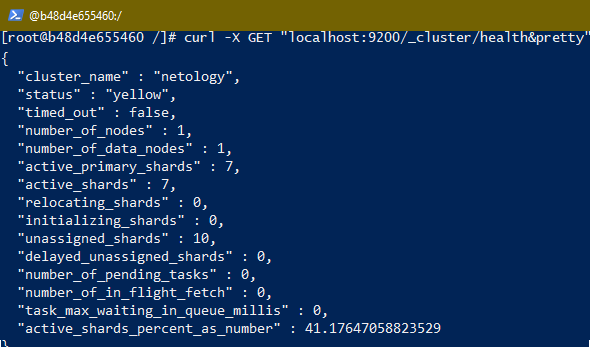 @b48d4e655460:/
[root@b48d4e655460 /]# curl -X GET "localhost:9200/_cluster/health&pretty"
{
  "cluster_name" : "netology",
  "status" : "yellow",
  "timed_out" : false,
  "number_of_nodes" : 1,
  "number_of_data_nodes" : 1,
  "active_primary_shards" : 7,
  "active_shards" : 7,
  "relocating_shards" : 0,
  "initializing_shards" : 0,
  "unassigned_shards" : 10,
  "delayed_unassigned_shards" : 0,
  "number_of_pending_tasks" : 0,
  "number_of_in_flight_fetch" : 0,
  "task_max_waiting_in_queue_millis" : 0,
  "active_shards_percent_as_number" : 41.17647058823529
}